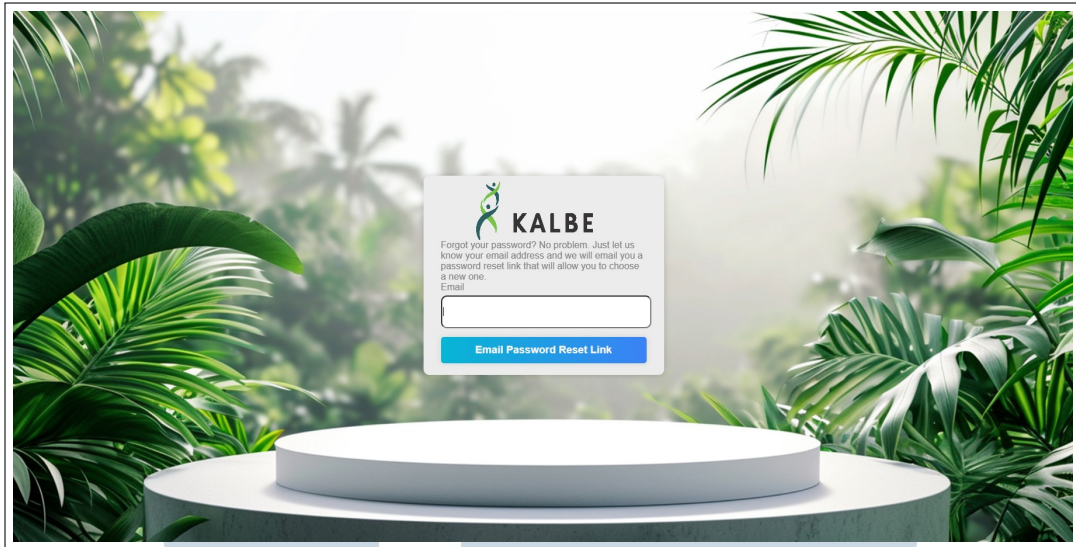 KALBE
Forgot your password? No problem. Just let us
know your email address and we will email you a
password reset link that will allow you to choose
a new one.
Email
Email Password Reset Link